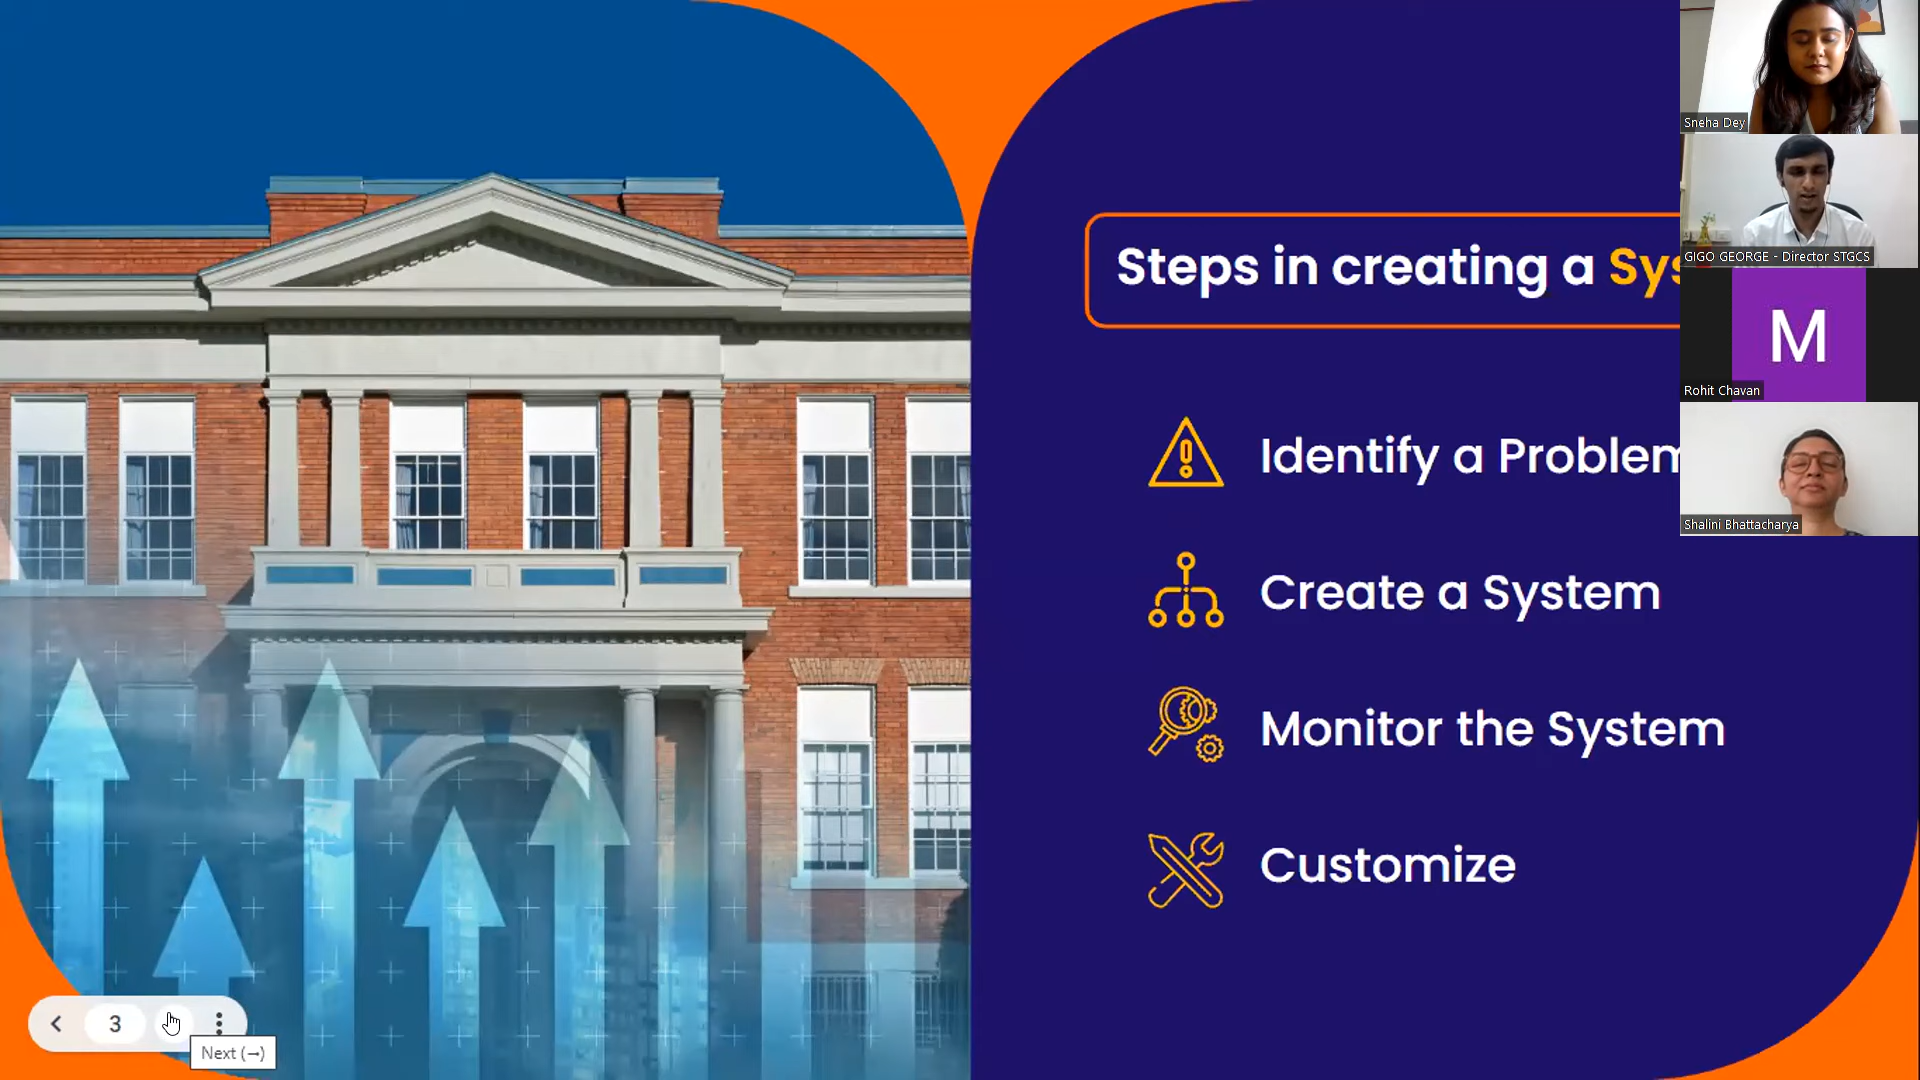 Steps in creating a Sys
Identify a Problem
Create a System
Monitor the System
Customize
Sneha Dey
GIGO GEORGE - Director STGCS
M
Rohit Chavan
Shalini Bhattacharya
3
Next (→)